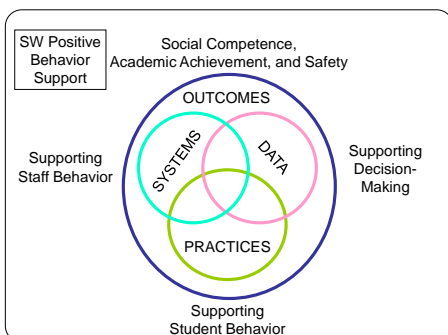 SW Positive
Behavior
Support
Social Competence,
Academic Achievement, and Safety
OUTCOMES
SYSTEMS
DATA
Supporting
Staff Behavior
Supporting
Decision-
Making
PRACTICES
Supporting
Student Behavior